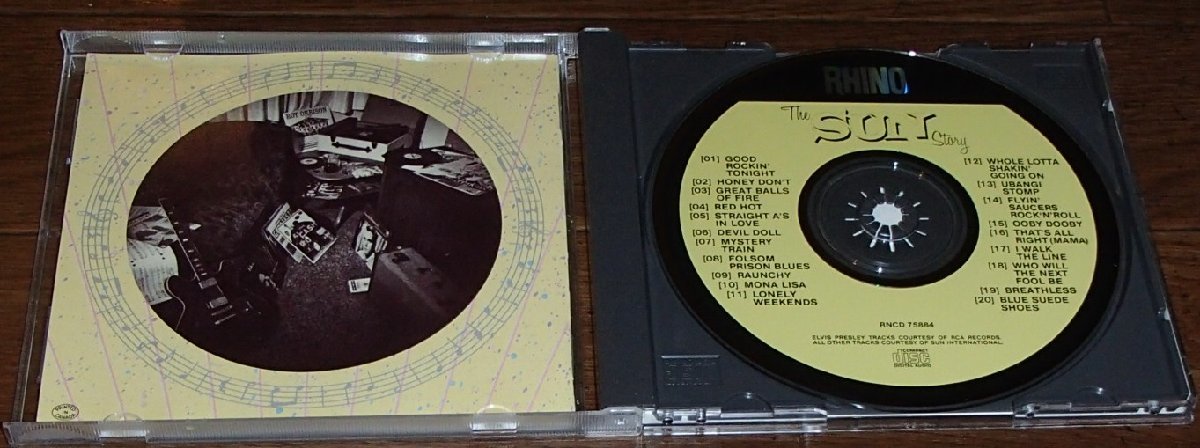 ROY ORBISON
RHINO
The
SUN
Story
[01] GOOD
ROCKIN'
TONIGHT
[02] HONEY DON'T
[03] GREAT BALLS
OF FIRE
[04] RED HOT
[05] STRAIGHT A'S
IN LOVE
[06] DEVIL DOLL
[07] MYSTERY
TRAIN
[08] FOLSOM
PRISON BLUES
[09] RAUNCHY
[10] MONA LISA
[11] LONELY
WEEKENDS
[12] WHOLE LOTTA
SHAKIN'
GOING ON
[13] UBANGI
STOMP
[14] FLYIN'
SAUCERS
ROCK'N'ROLL
[15] OOBY DOOBY
[16] THAT'S ALL
RIGHT(MAMA)
[17] I WALK
THE LINE
[18] WHO WILL
THE NEXT
FOOL BE
[19] BREATHLESS
[20] BLUE SUEDE
SHOES
RNCD 75884
ELVIS PRESLEY TRACKS COURTESY OF RCA RECORDS.
ALL OTHER TRACKS COURTESY OF SUN INTERNATIONAL.
COMPACT
disc
DIGITAL AUDIO